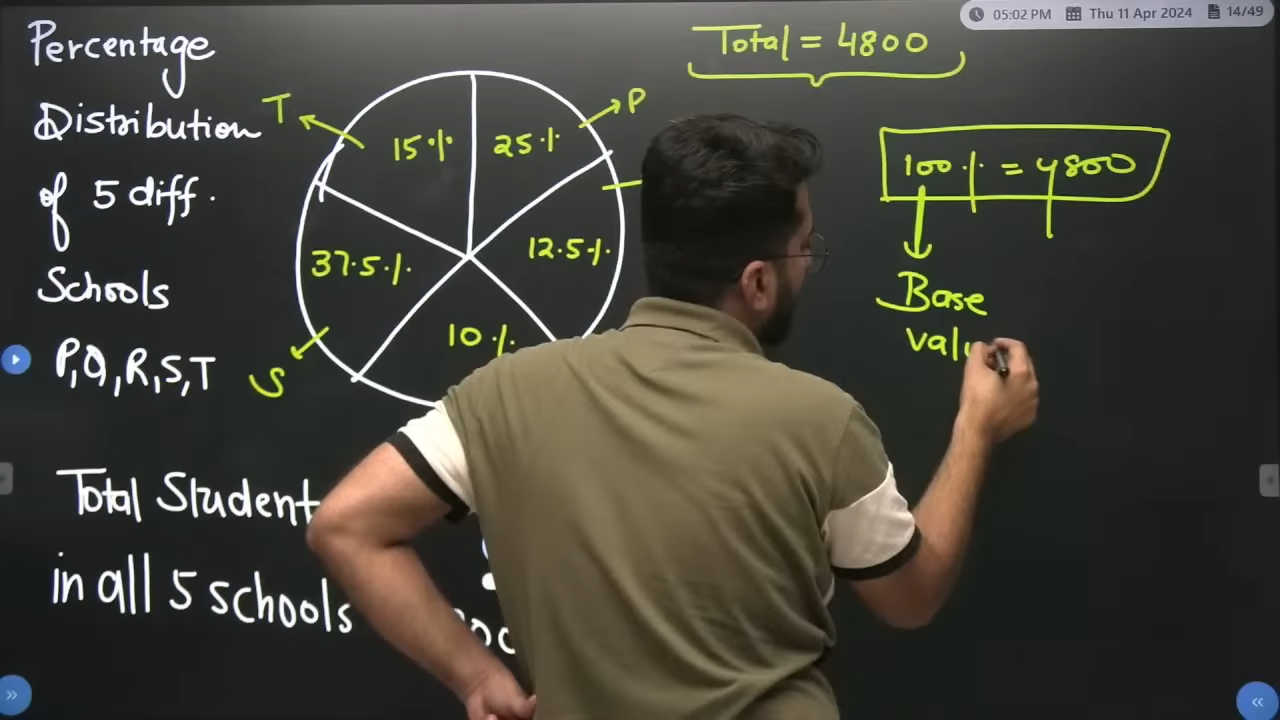 Percentage
Distribution
of 5 diff.
Schools
P,Q,R,S,T
Total Student
in all 5 schools
T
15%
25%
P
37.5%
12.5%
10%
S
Total = 4800
100% = 4800
Base
05:02 PM Thu 11 Apr 2024 14/49